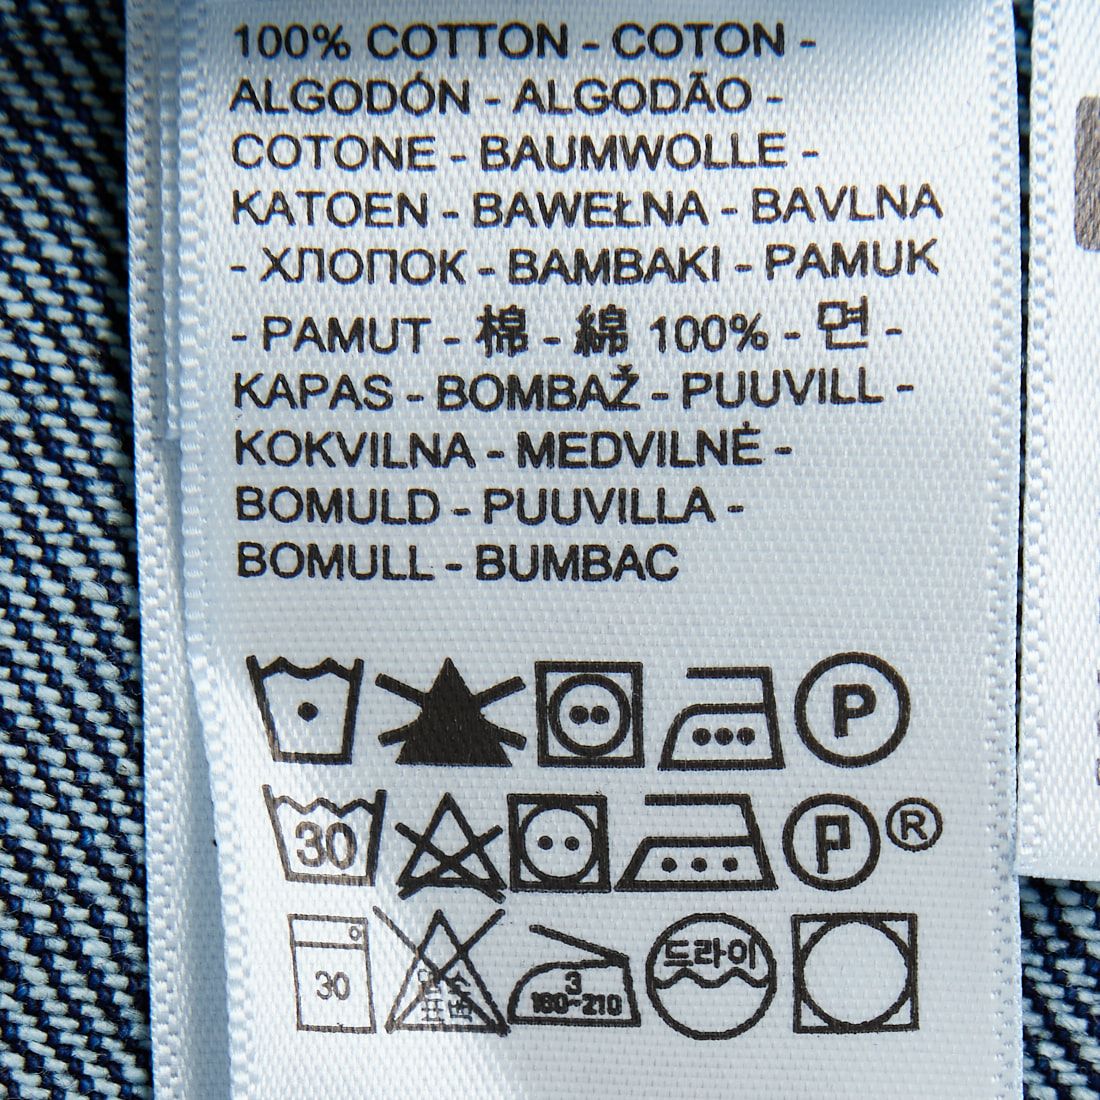 100% COTTON - COTON -
ALGODÓN - ALGODÃO -
COTONE - BAUMWOLLE -
KATOEN - BAWEŁNA - BAVLNA
- ХЛОПОК - BAMBAKI - PAMUK
- PAMUT - 棉 - 綿 100% - 면 -
KAPAS - BOMBAŽ - PUUVILL -
KOKVILNA - MEDVILNĖ -
BOMULD - PUUVILLA -
BOMULL - BUMBAC
P
30 P ®
30 3 드라이
180~210